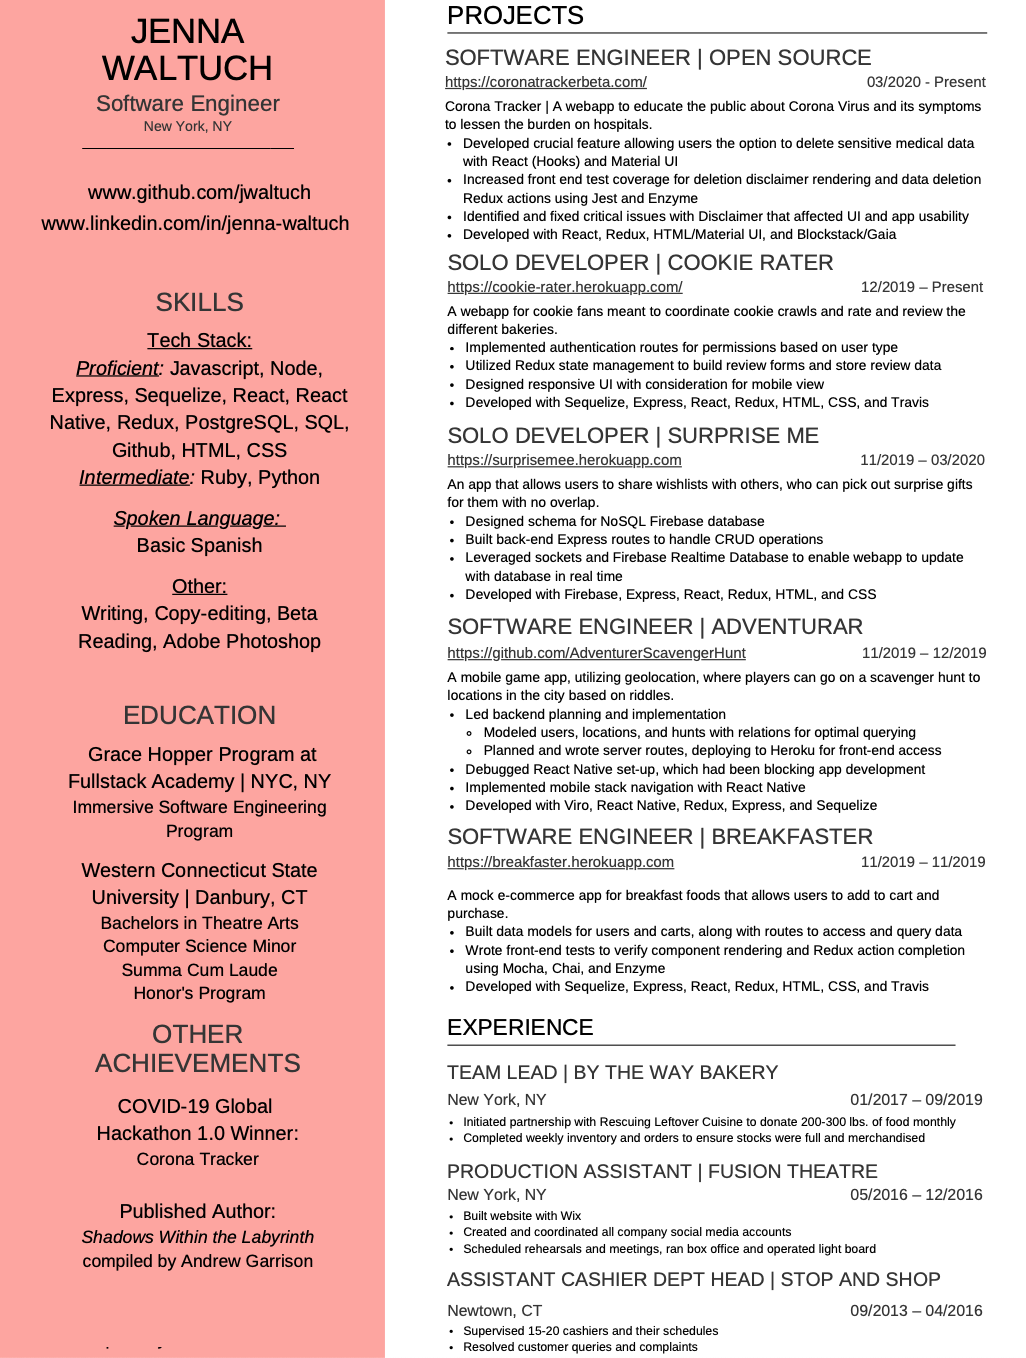 JENNA
WALTUCH
Software Engineer
New York, NY
www.github.com/jwaltuch
www.linkedin.com/in/jenna-waltuch
SKILLS
Tech Stack:
Proficient: Javascript, Node,
Express, Sequelize, React, React
Native, Redux, PostgreSQL, SQL,
Github, HTML, CSS
Intermediate: Ruby, Python
Spoken Language:
Basic Spanish
Other:
Writing, Copy-editing, Beta
Reading, Adobe Photoshop
EDUCATION
Grace Hopper Program at
Fullstack Academy | NYC, NY
Immersive Software Engineering
Program
Western Connecticut State
University | Danbury, CT
Bachelors in Theatre Arts
Computer Science Minor
Summa Cum Laude
Honor's Program
OTHER
ACHIEVEMENTS
COVID-19 Global
Hackathon 1.0 Winner:
Corona Tracker
Published Author:
Shadows Within the Labyrinth
compiled by Andrew Garrison
PROJECTS
SOFTWARE ENGINEER | OPEN SOURCE
https://coronatrackerbeta.com/ 03/2020 - Present
Corona Tracker | A webapp to educate the public about Corona Virus and its symptoms
to lessen the burden on hospitals.
• Developed crucial feature allowing users the option to delete sensitive medical data
with React (Hooks) and Material UI
• Increased front end test coverage for deletion disclaimer rendering and data deletion
Redux actions using Jest and Enzyme
• Identified and fixed critical issues with Disclaimer that affected UI and app usability
• Developed with React, Redux, HTML/Material UI, and Blockstack/Gaia
SOLO DEVELOPER | COOKIE RATER
https://cookie-rater.herokuapp.com/ 12/2019 – Present
A webapp for cookie fans meant to coordinate cookie crawls and rate and review the
different bakeries.
• Implemented authentication routes for permissions based on user type
• Utilized Redux state management to build review forms and store review data
• Designed responsive UI with consideration for mobile view
• Developed with Sequelize, Express, React, Redux, HTML, CSS, and Travis
SOLO DEVELOPER | SURPRISE ME
https://surprisemee.herokuapp.com 11/2019 – 03/2020
An app that allows users to share wishlists with others, who can pick out surprise gifts
for them with no overlap.
• Designed schema for NoSQL Firebase database
• Built back-end Express routes to handle CRUD operations
• Leveraged sockets and Firebase Realtime Database to enable webapp to update
with database in real time
• Developed with Firebase, Express, React, Redux, HTML, and CSS
SOFTWARE ENGINEER | ADVENTURAR
https://github.com/AdventurerScavengerHunt 11/2019 – 12/2019
A mobile game app, utilizing geolocation, where players can go on a scavenger hunt to
locations in the city based on riddles.
• Led backend planning and implementation
◦ Modeled users, locations, and hunts with relations for optimal querying
◦ Planned and wrote server routes, deploying to Heroku for front-end access
• Debugged React Native set-up, which had been blocking app development
• Implemented mobile stack navigation with React Native
• Developed with Viro, React Native, Redux, Express, and Sequelize
SOFTWARE ENGINEER | BREAKFASTER
https://breakfaster.herokuapp.com 11/2019 – 11/2019
A mock e-commerce app for breakfast foods that allows users to add to cart and
purchase.
• Built data models for users and carts, along with routes to access and query data
• Wrote front-end tests to verify component rendering and Redux action completion
using Mocha, Chai, and Enzyme
• Developed with Sequelize, Express, React, Redux, HTML, CSS, and Travis
EXPERIENCE
TEAM LEAD | BY THE WAY BAKERY
New York, NY 01/2017 – 09/2019
• Initiated partnership with Rescuing Leftover Cuisine to donate 200-300 lbs. of food monthly
• Completed weekly inventory and orders to ensure stocks were full and merchandised
PRODUCTION ASSISTANT | FUSION THEATRE
New York, NY 05/2016 – 12/2016
• Built website with Wix
• Created and coordinated all company social media accounts
• Scheduled rehearsals and meetings, ran box office and operated light board
ASSISTANT CASHIER DEPT HEAD | STOP AND SHOP
Newtown, CT 09/2013 – 04/2016
• Supervised 15-20 cashiers and their schedules
• Resolved customer queries and complaints